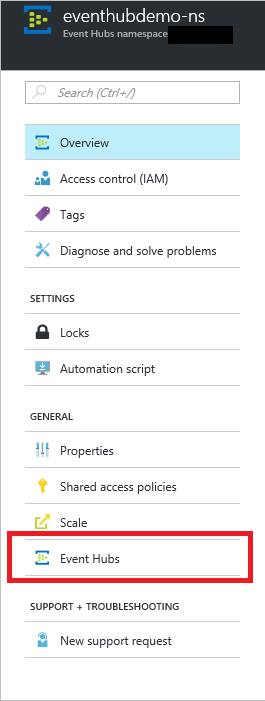 eventhubdemo-ns
Event Hubs namespace
Search (Ctrl+/)
Overview
Access control (IAM)
Tags
Diagnose and solve problems
SETTINGS
Locks
Automation script
GENERAL
Properties
Shared access policies
Scale
Event Hubs
SUPPORT + TROUBLESHOOTING
New support request